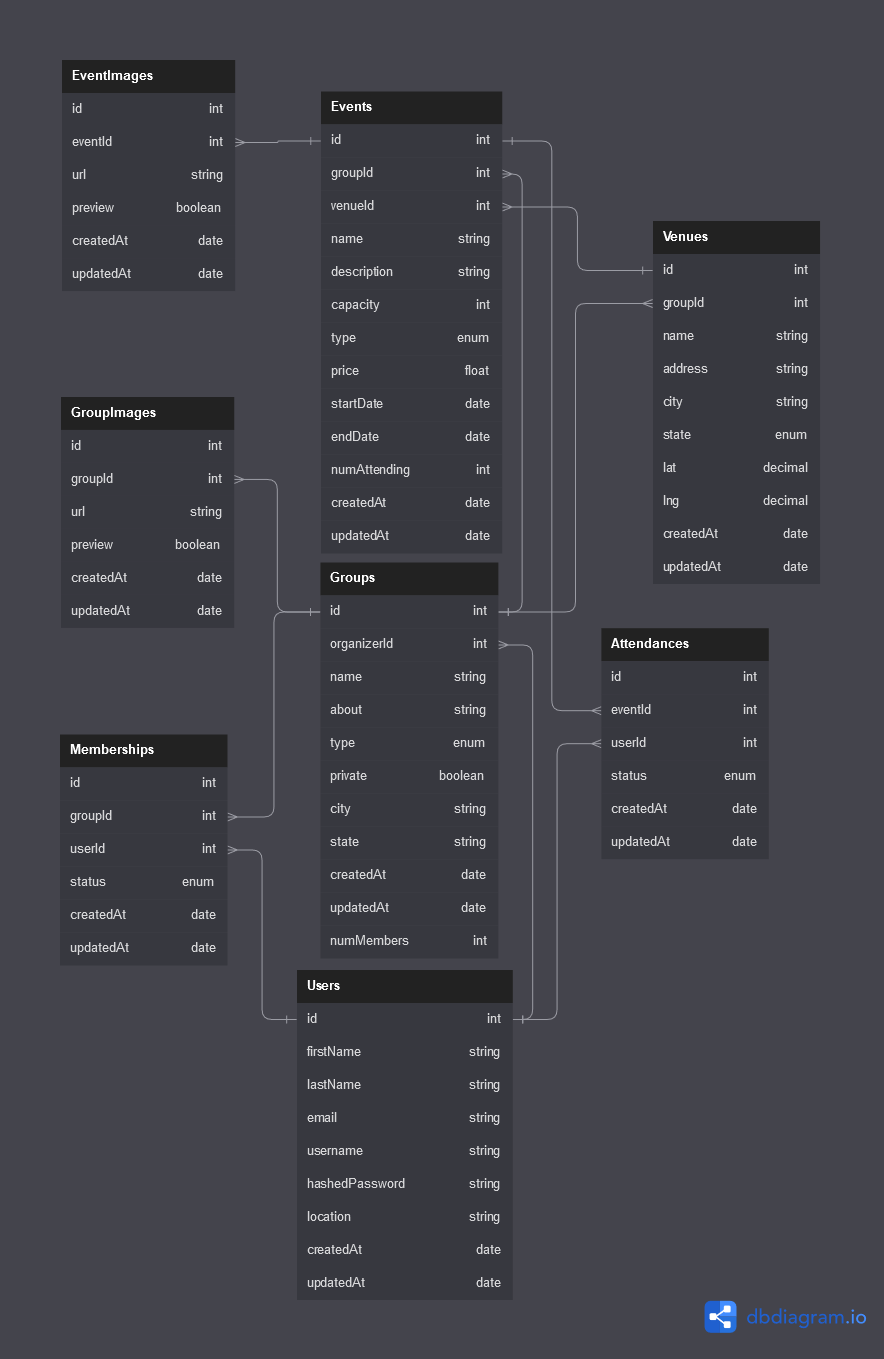 EventImages
id int
eventId int
url string
preview boolean
createdAt date
updatedAt date
Events
id int
groupId int
venueId int
name string
description string
capacity int
type enum
price float
startDate date
endDate date
numAttending int
createdAt date
updatedAt date
Venues
id int
groupId int
name string
address string
city string
state enum
lat decimal
lng decimal
createdAt date
updatedAt date
GroupImages
id int
groupId int
url string
preview boolean
createdAt date
updatedAt date
Groups
id int
organizerId int
name string
about string
type enum
private boolean
city string
state string
createdAt date
updatedAt date
numMembers int
Attendances
id int
eventId int
userId int
status enum
createdAt date
updatedAt date
Memberships
id int
groupId int
userId int
status enum
createdAt date
updatedAt date
Users
id int
firstName string
lastName string
email string
username string
hashedPassword string
location string
createdAt date
updatedAt date
dbdiagram.io